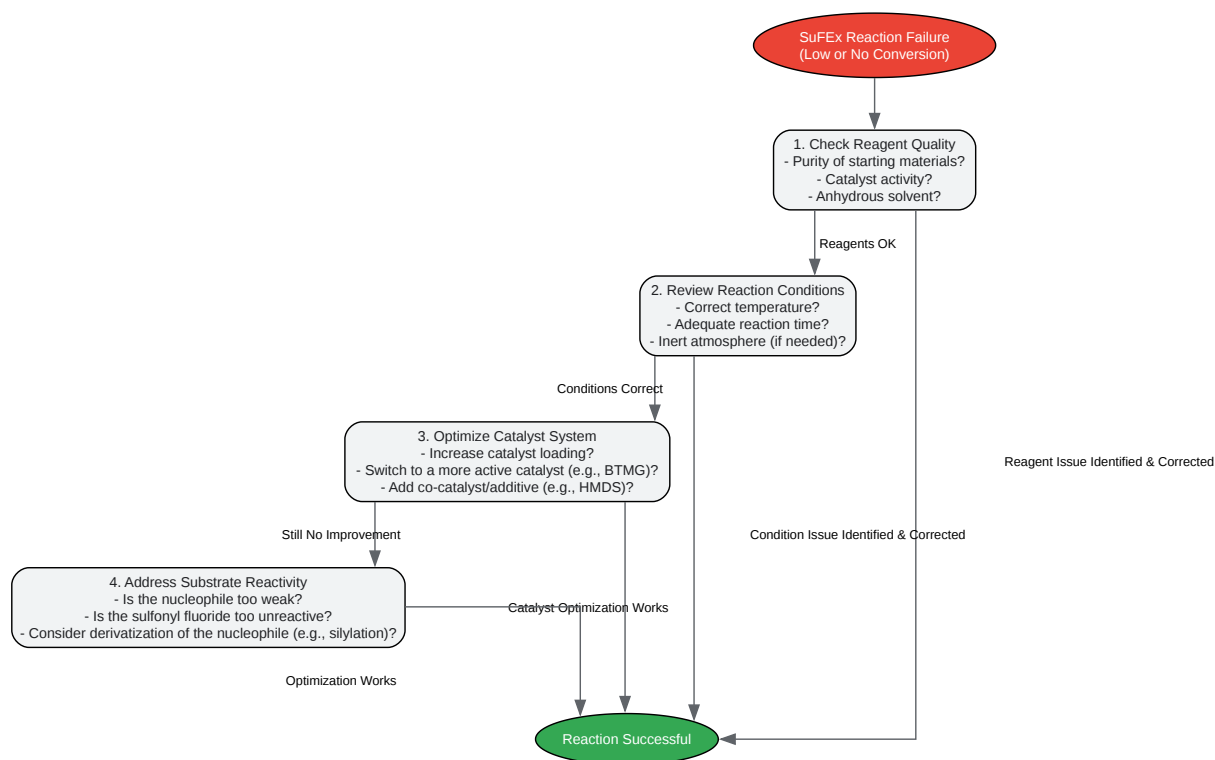 SuFEx Reaction Failure
(Low or No Conversion)
1. Check Reagent Quality
- Purity of starting materials?
- Catalyst activity?
- Anhydrous solvent?
Reagents OK
2. Review Reaction Conditions
- Correct temperature?
- Adequate reaction time?
- Inert atmosphere (if needed)?
Conditions Correct
3. Optimize Catalyst System
- Increase catalyst loading?
- Switch to a more active catalyst (e.g., BTMG)?
- Add co-catalyst/additive (e.g., HMDS)?
Reagent Issue Identified & Corrected
Still No Improvement
Condition Issue Identified & Corrected
4. Address Substrate Reactivity
- Is the nucleophile too weak?
- Is the sulfonyl fluoride too unreactive?
- Consider derivatization of the nucleophile (e.g., silylation)?
Catalyst Optimization Works
Optimization Works
Reaction Successful